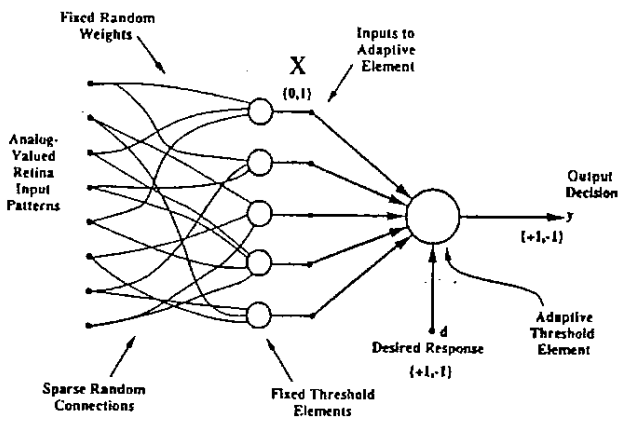 Fixed Random
Weights
Inputs to
Adaptive
Element
X
{0,1}
Analog-
Valued
Retina
Input
Patterns
Output
Decision
y
{+1,-1}
d
Desired Response
{+1,-1}
Adaptive
Threshold
Element
Sparse Random
Connections
Fixed Threshold
Elements